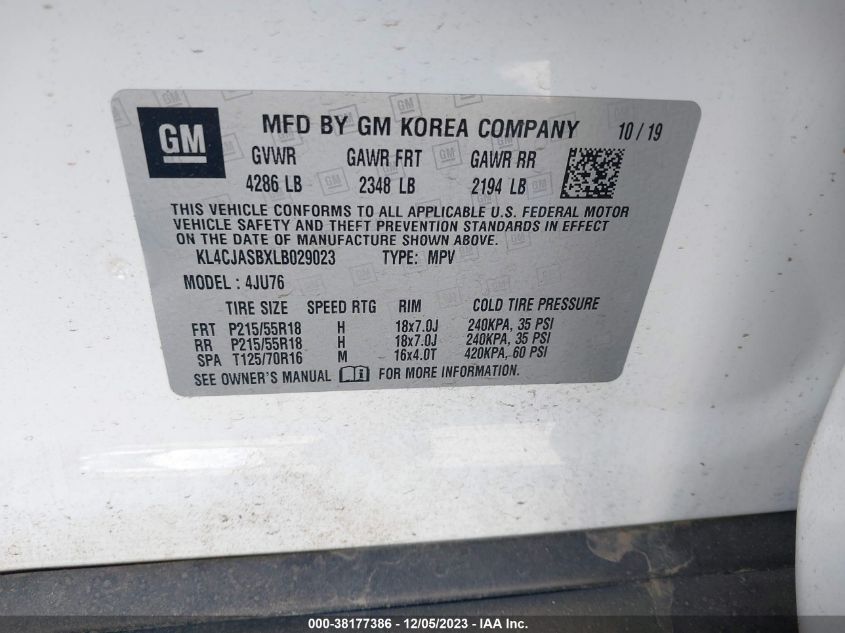 GM MFD BY GM KOREA COMPANY 10 / 19
GVWR GAWR FRT GAWR RR
4286 LB 2348 LB 2194 LB
THIS VEHICLE CONFORMS TO ALL APPLICABLE U.S. FEDERAL MOTOR
VEHICLE SAFETY AND THEFT PREVENTION STANDARDS IN EFFECT
ON THE DATE OF MANUFACTURE SHOWN ABOVE.
KL4CJASBXLB029023 TYPE: MPV
MODEL: 4JU76
TIRE SIZE SPEED RTG RIM COLD TIRE PRESSURE
FRT P215/55R18 H 18x7.0J 240KPA, 35 PSI
RR P215/55R18 H 18x7.0J 240KPA, 35 PSI
SPA T125/70R16 M 16x4.0T 420KPA, 60 PSI
SEE OWNER'S MANUAL FOR MORE INFORMATION.
000-38177386 - 12/05/2023 - IAA Inc.